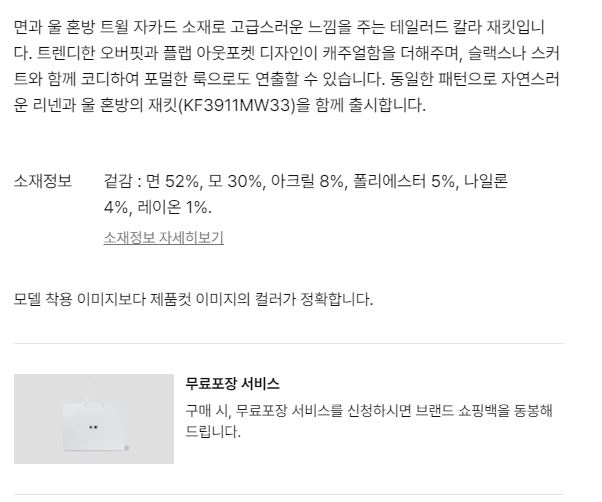 면과 울 혼방 트윌 자카드 소재로 고급스러운 느낌을 주는 테일러드 칼라 재킷입니
다. 트렌디한 오버핏과 플랩 아웃포켓 디자인이 캐주얼함을 더해주며, 슬랙스나 스커
트와 함께 코디하여 포멀한 룩으로도 연출할 수 있습니다. 동일한 패턴으로 자연스러
운 리넨과 울 혼방의 재킷(KF3911MW33)을 함께 출시합니다.
소재정보 겉감 : 면 52%, 모 30%, 아크릴 8%, 폴리에스터 5%, 나일론
4%, 레이온 1%.
소재정보 자세히보기
모델 착용 이미지보다 제품컷 이미지의 컬러가 정확합니다.
무료포장 서비스
구매 시, 무료포장 서비스를 신청하시면 브랜드 쇼핑백을 동봉해
드립니다.